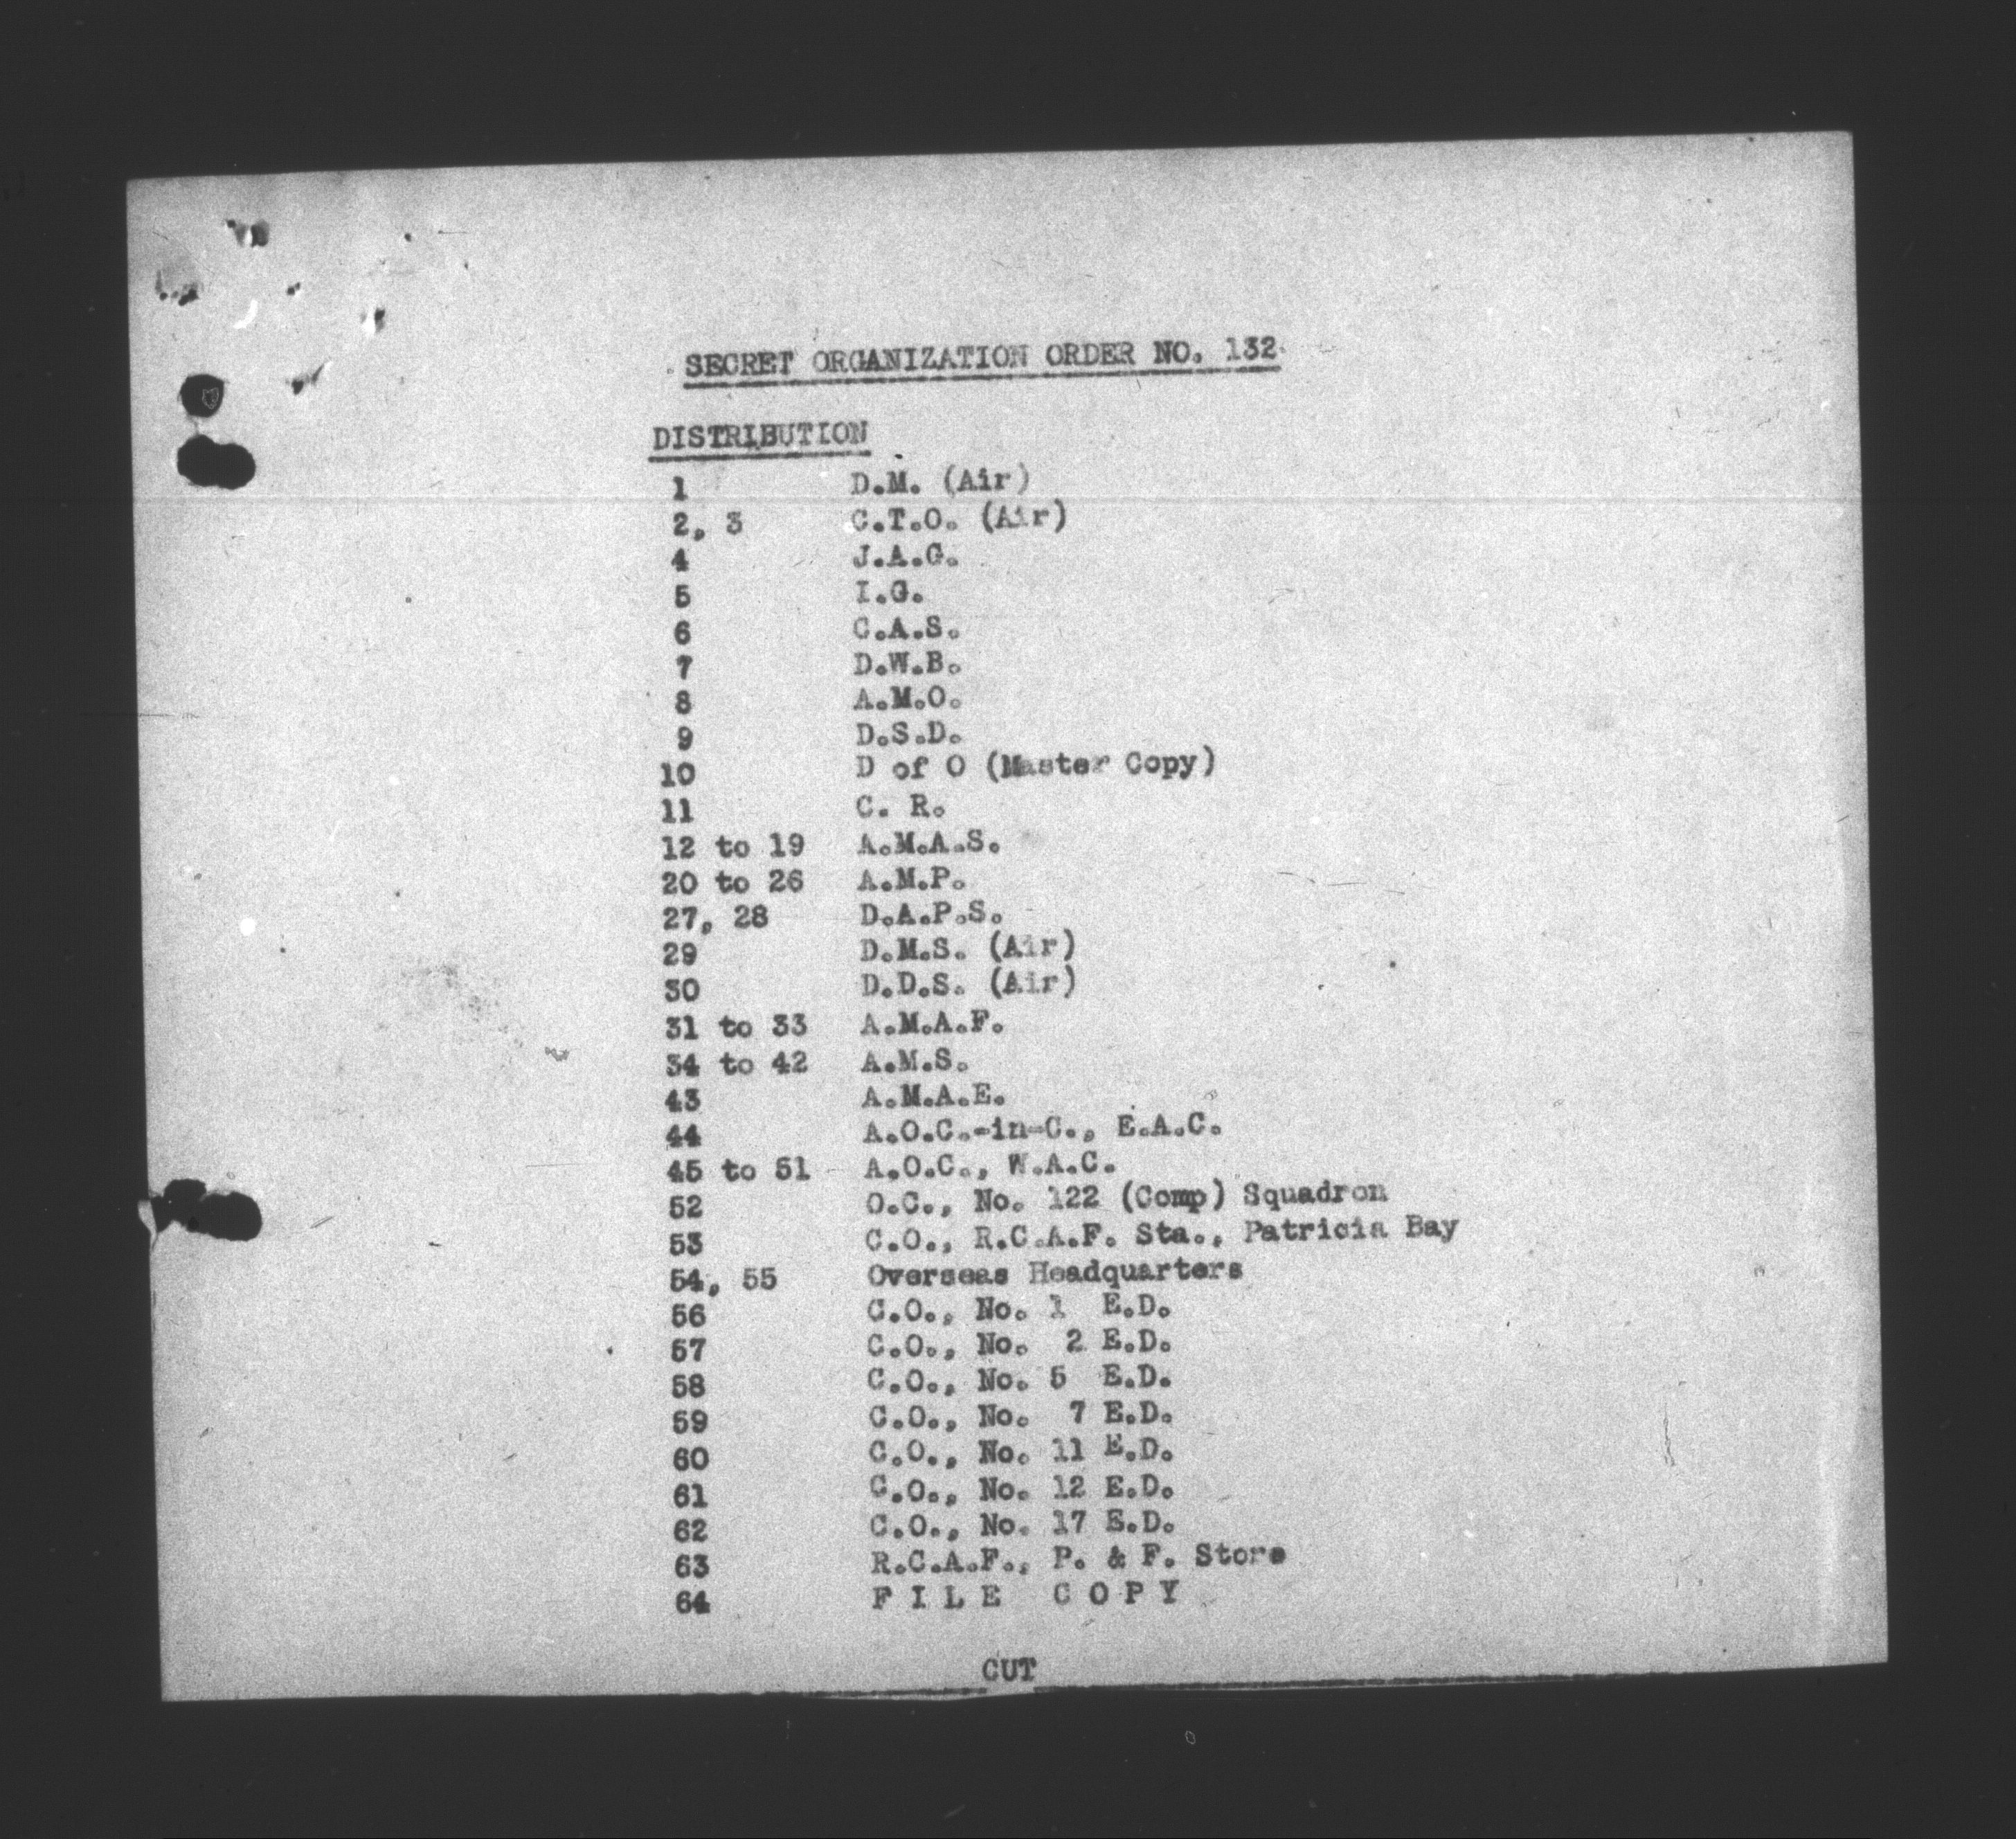 SECRET ORGANIZATION ORDER NO. 132
DISTRIBUTION
1 D.M. (Air)
2, 3 C.T.O. (Air)
4 J.A.G.
5 I.G.
6 C.A.S.
7 D.W.B.
8 A.M.O.
9 D.S.D.
10 D of O (Master Copy)
11 C. R.
12 to 19 A.M.A.S.
20 to 26 A.M.P.
27, 28 D.A.P.S.
29 D.M.S. (Air)
30 D.D.S. (Air)
31 to 33 A.M.A.F.
34 to 42 A.M.S.
43 A.M.A.E.
44 A.O.C.-in-C., E.A.C.
45 to 51 A.O.C., W.A.C.
52 O.C., No. 122 (Comp) Squadron
53 C.O., R.C.A.F. Sta., Patricia Bay
54, 55 Overseas Headquarters
56 C.O., No. 1 E.D.
57 C.O., No. 2 E.D.
58 C.O., No. 5 E.D.
59 C.O., No. 7 E.D.
60 C.O., No. 11 E.D.
61 C.O., No. 12 E.D.
62 C.O., No. 17 E.D.
63 R.C.A.F., P. & F. Store
64 F I L E C O P Y
CUT